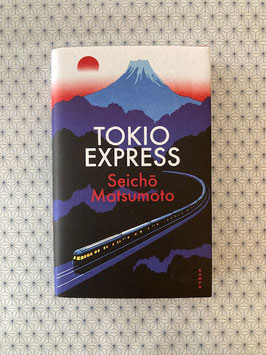 TOKIO
EXPRESS
Seichō
Matsumoto